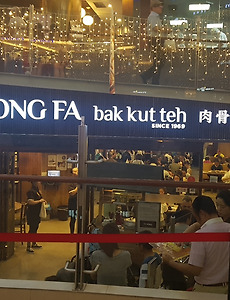 ONG FA bak kut teh 肉骨
SINCE 1969